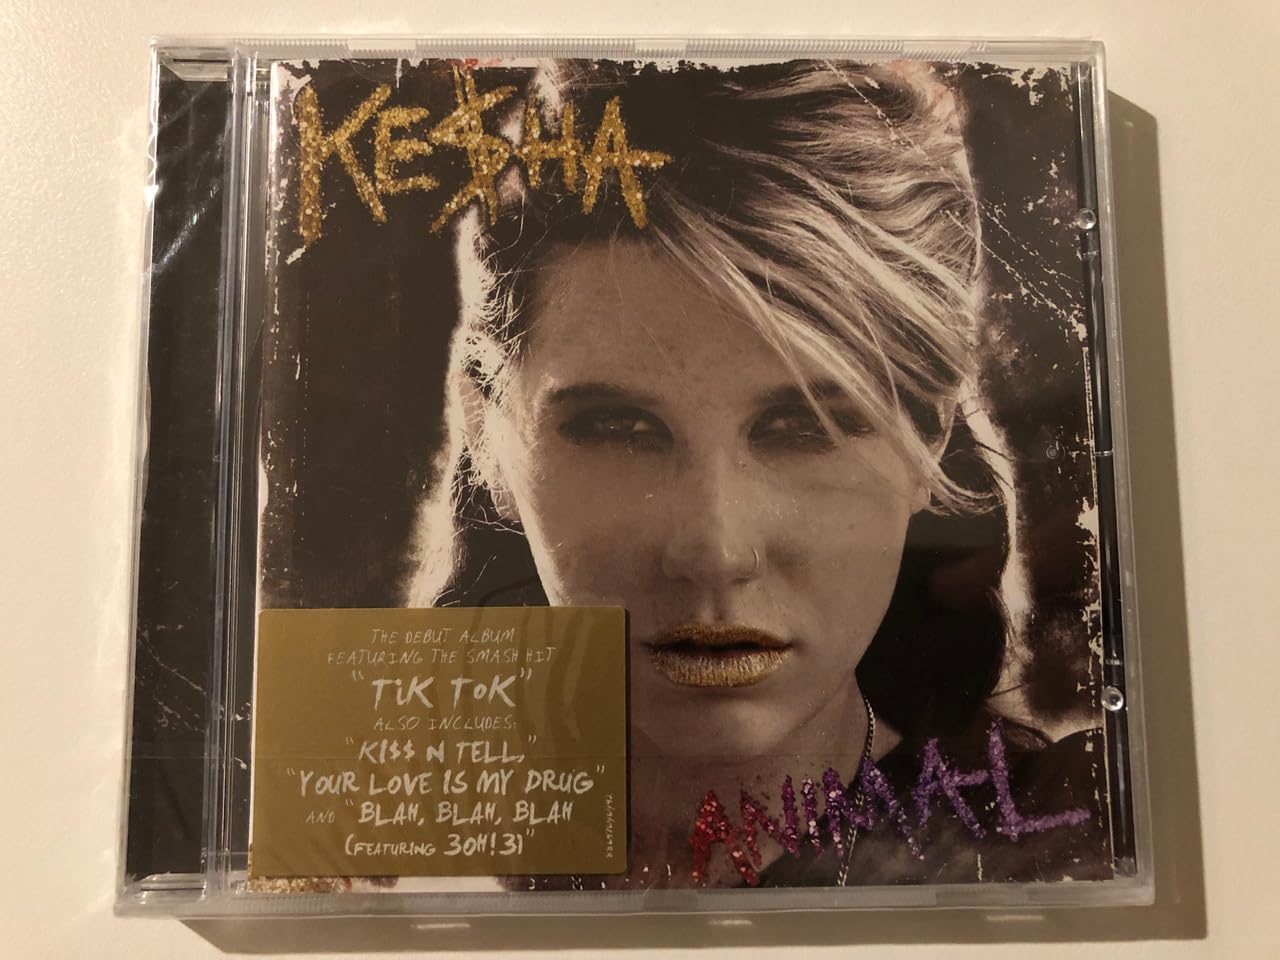 KE$HA
THE DEBUT ALBUM
FEATURING THE SMASH HIT
"TiK ToK"
ALSO INCLUDES:
"KI$$ N TELL,"
"YOUR LOVE IS MY DRUG"
AND "BLAH, BLAH, BLAH
(FEATURING 3OH!3)"
ANIMAL